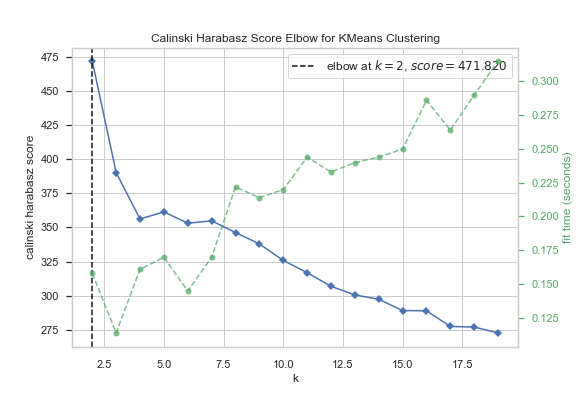 Calinski Harabasz Score Elbow for KMeans Clustering
elbow at k = 2, score = 471.820
475
450
425
400
375
350
325
300
275
calinski harabasz score
0.300
0.275
0.250
0.225
0.200
0.175
0.150
0.125
fit time (seconds)
2.5 5.0 7.5 10.0 12.5 15.0 17.5
k